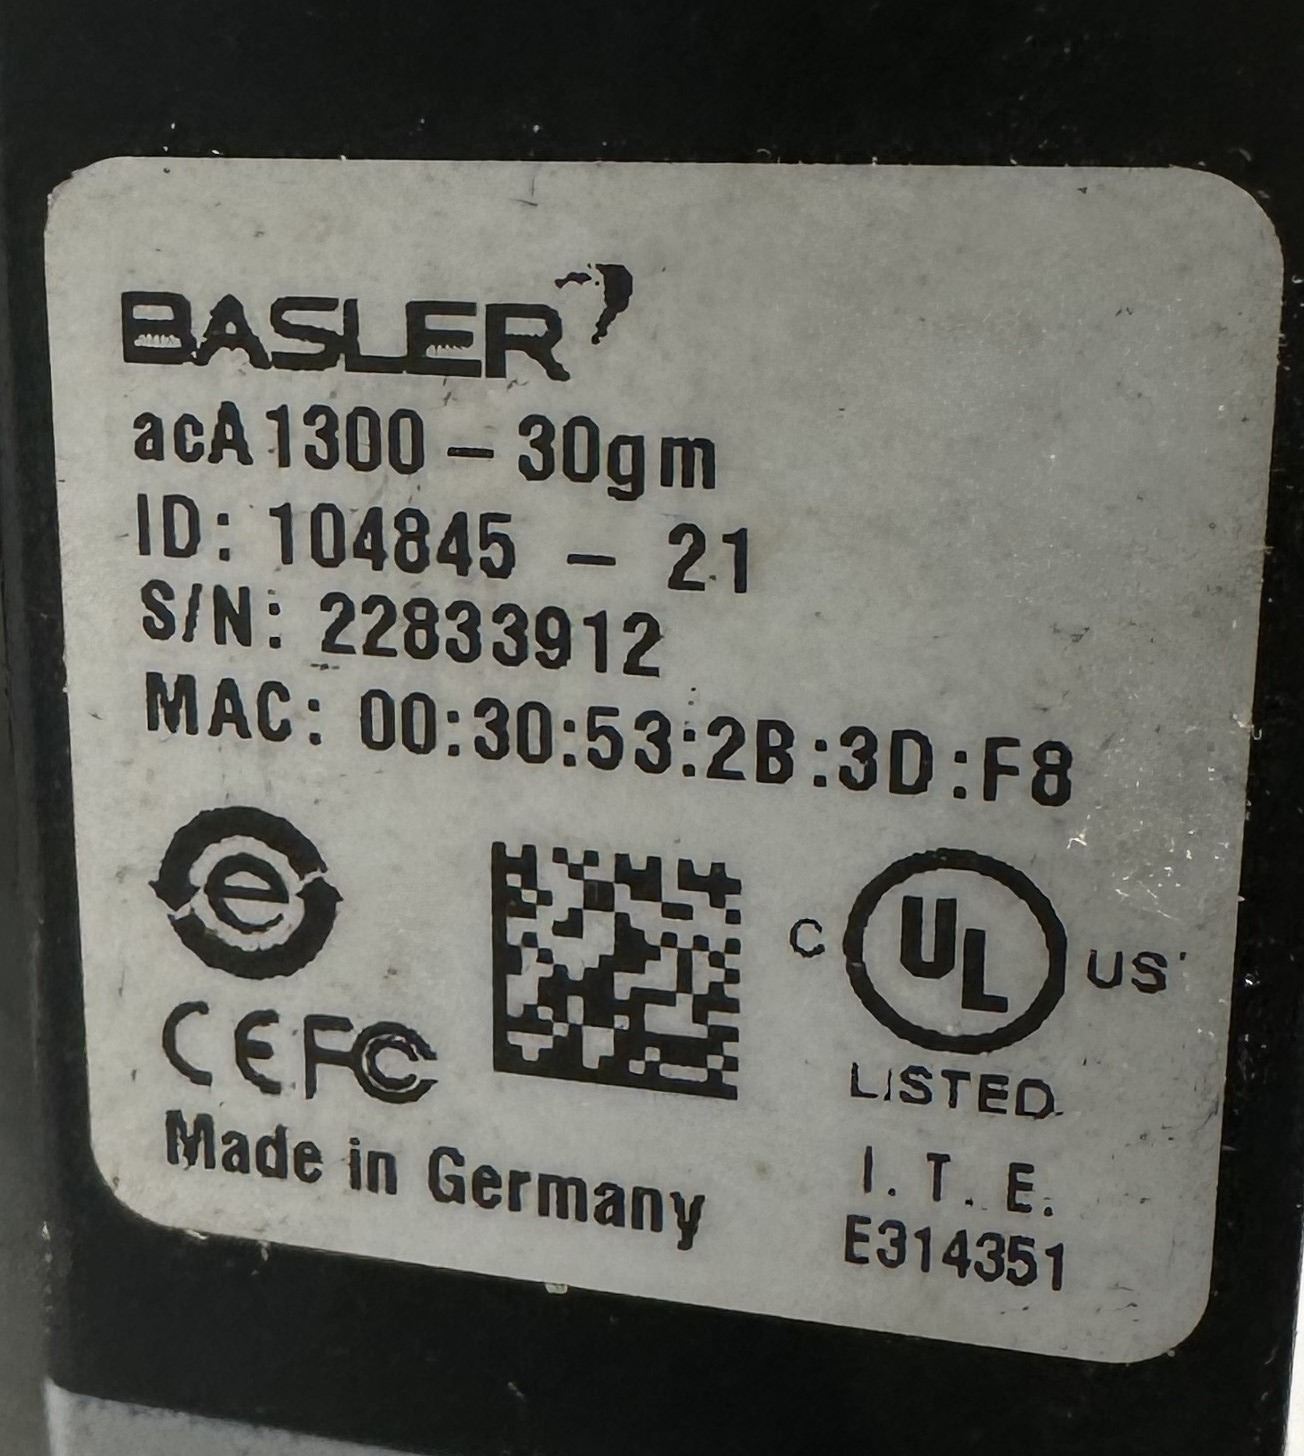 BASLER
acA1300-30gm
ID: 104845 - 21
S/N: 22833912
MAC: 00:30:53:2B:3D:F8
e
C UL US
CE FC
LISTED
Made in Germany
I. T. E.
E314351